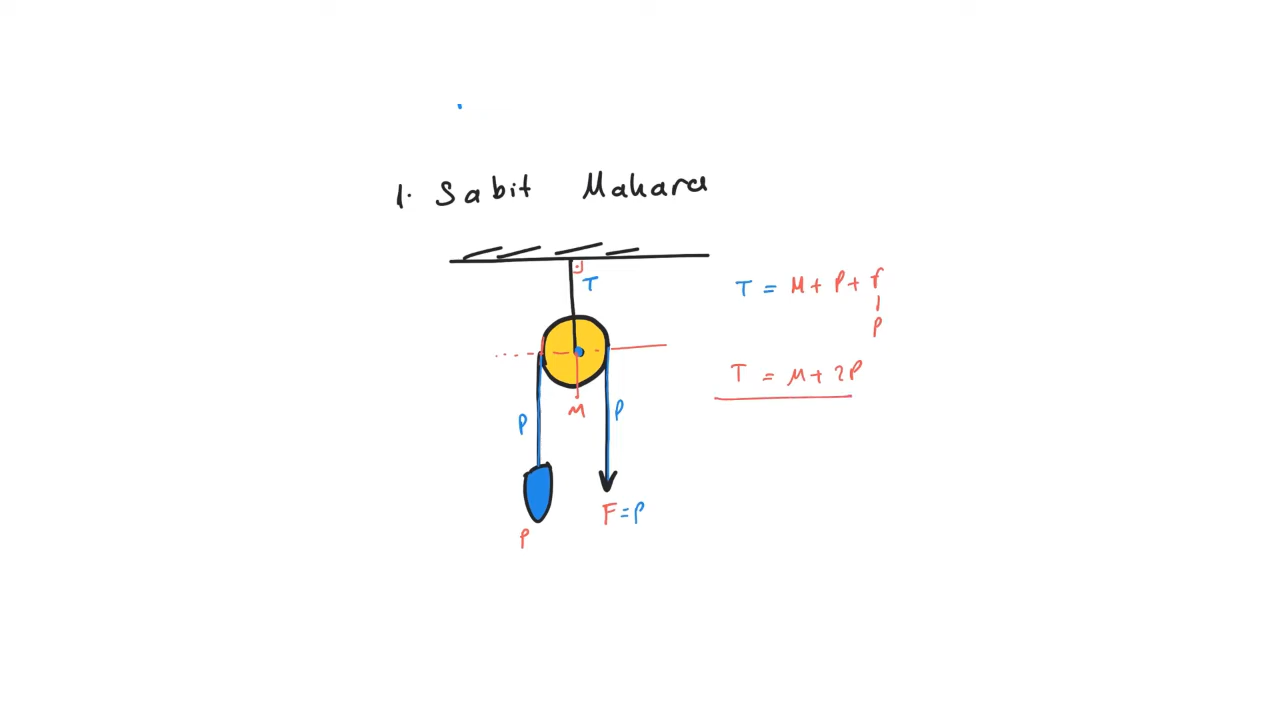 1. Sabit Makara
T
T = M + P + F
P
T = M + 2P
M
P
P
F = P
P